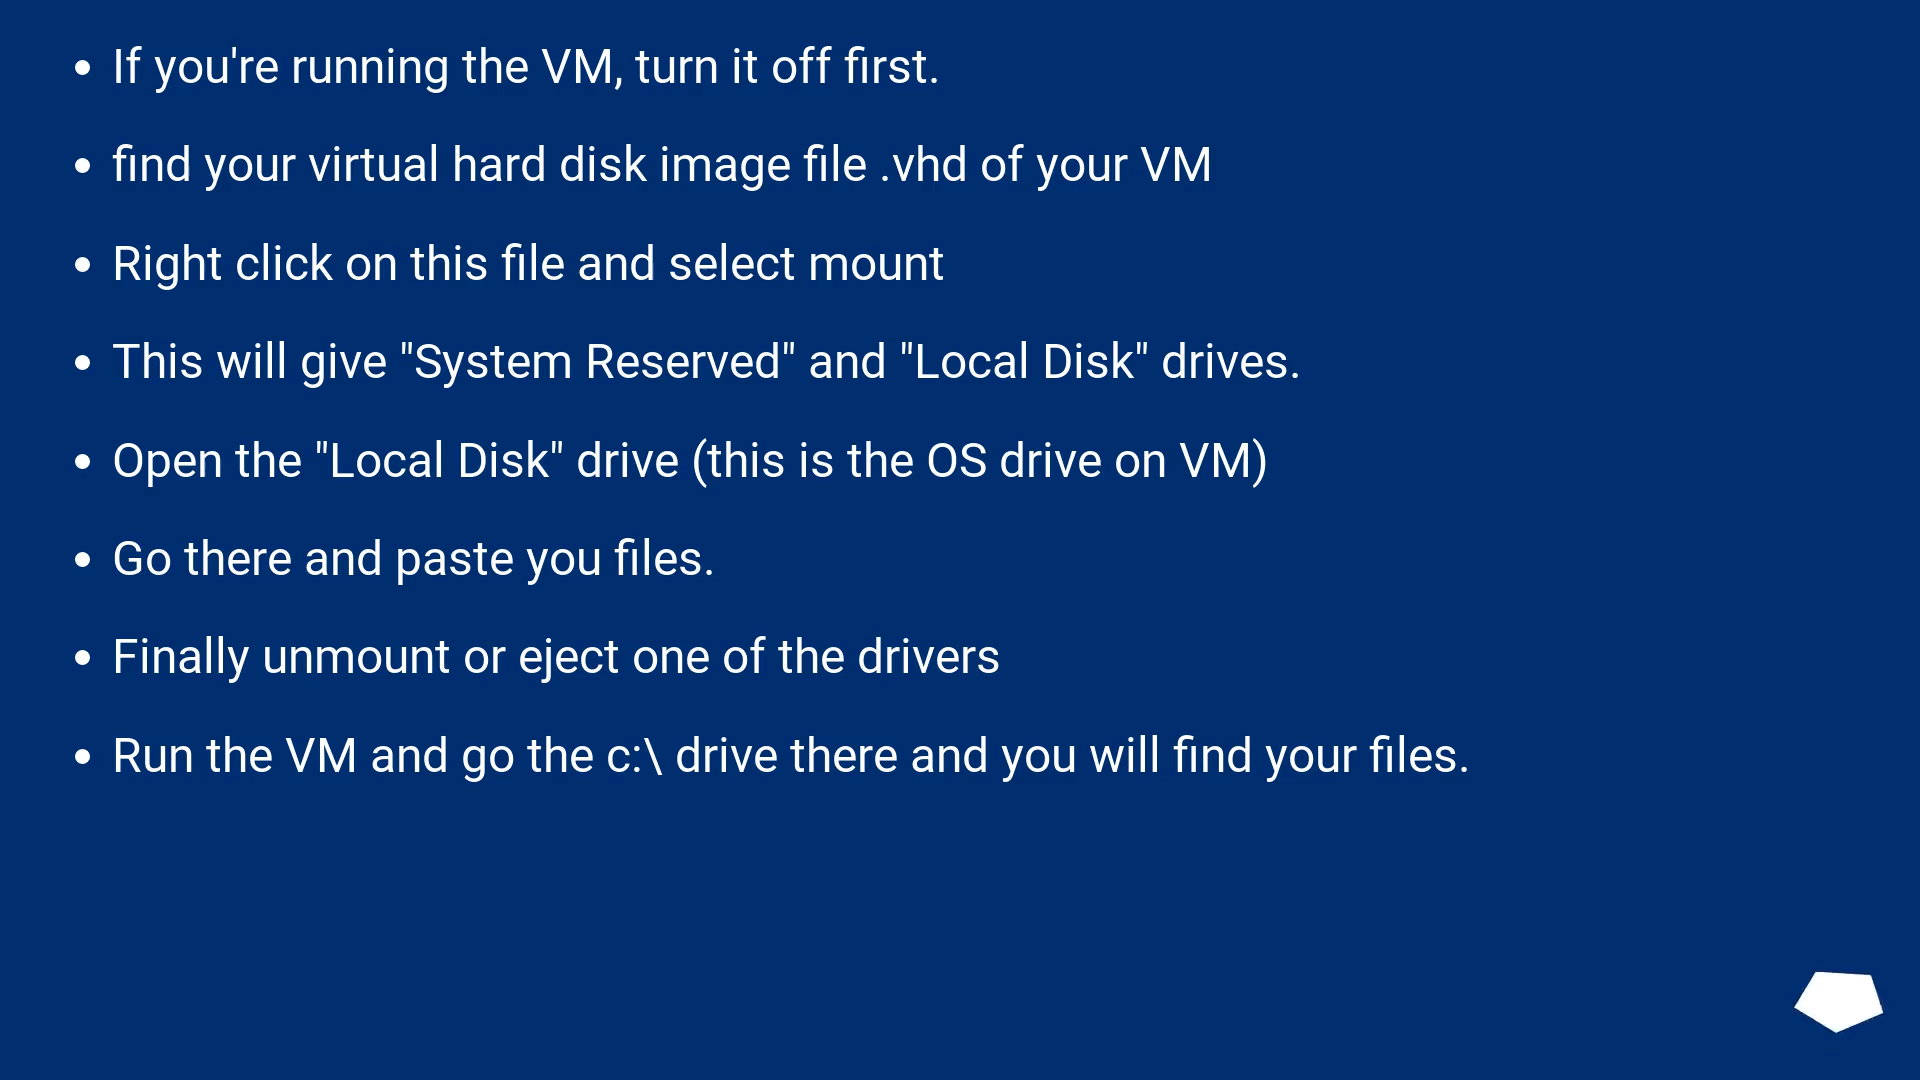 • If you're running the VM, turn it off first.
• find your virtual hard disk image file .vhd of your VM
• Right click on this file and select mount
• This will give "System Reserved" and "Local Disk" drives.
• Open the "Local Disk" drive (this is the OS drive on VM)
• Go there and paste you files.
• Finally unmount or eject one of the drivers
• Run the VM and go the c:\ drive there and you will find your files.